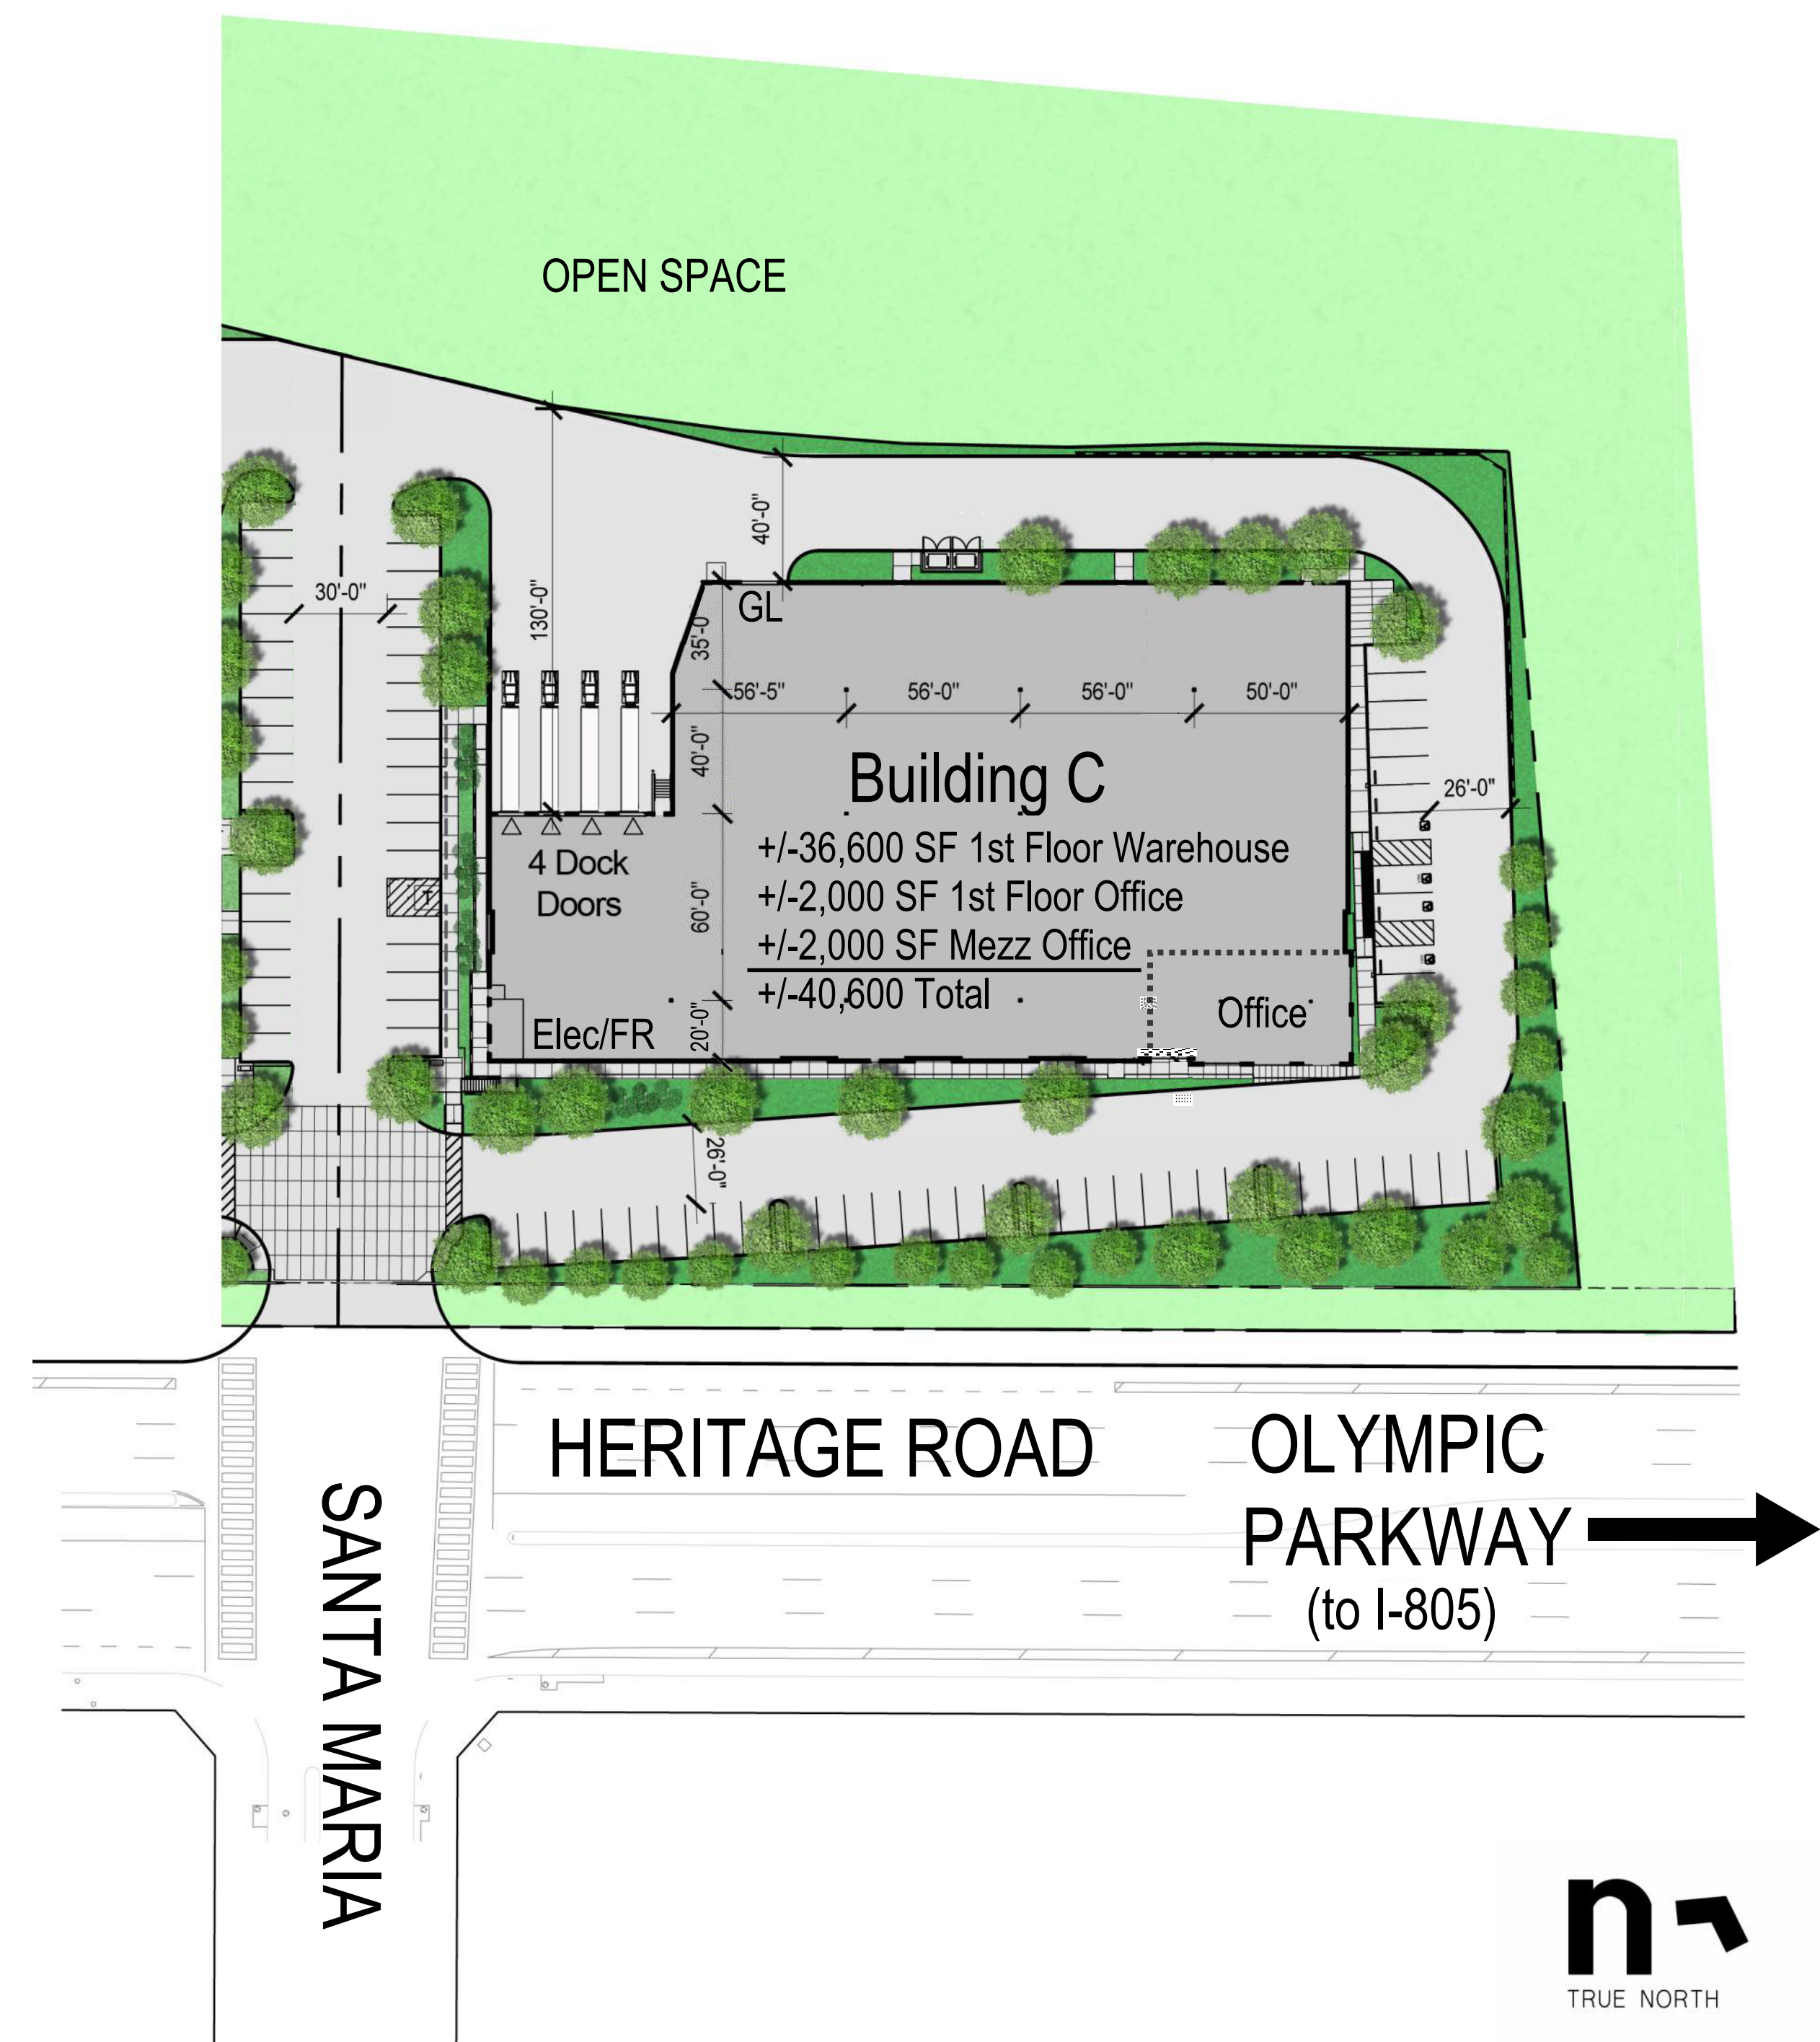 OPEN SPACE
40'-0"
30'-0"
130'-0"
GL
35'-0
56'-5"
56'-0"
56'-0"
50'-0"
40'-0"
Building C
26'-0"
4 Dock
Doors
+/-36,600 SF 1st Floor Warehouse
+/-2,000 SF 1st Floor Office
+/-2,000 SF Mezz Office
+/-40,600 Total
T
60'-0"
Office
Elec/FR
20'-0"
26'-0"
HERITAGE ROAD
OLYMPIC
PARKWAY
(to I-805)
SANTA MARIA
n
TRUE NORTH